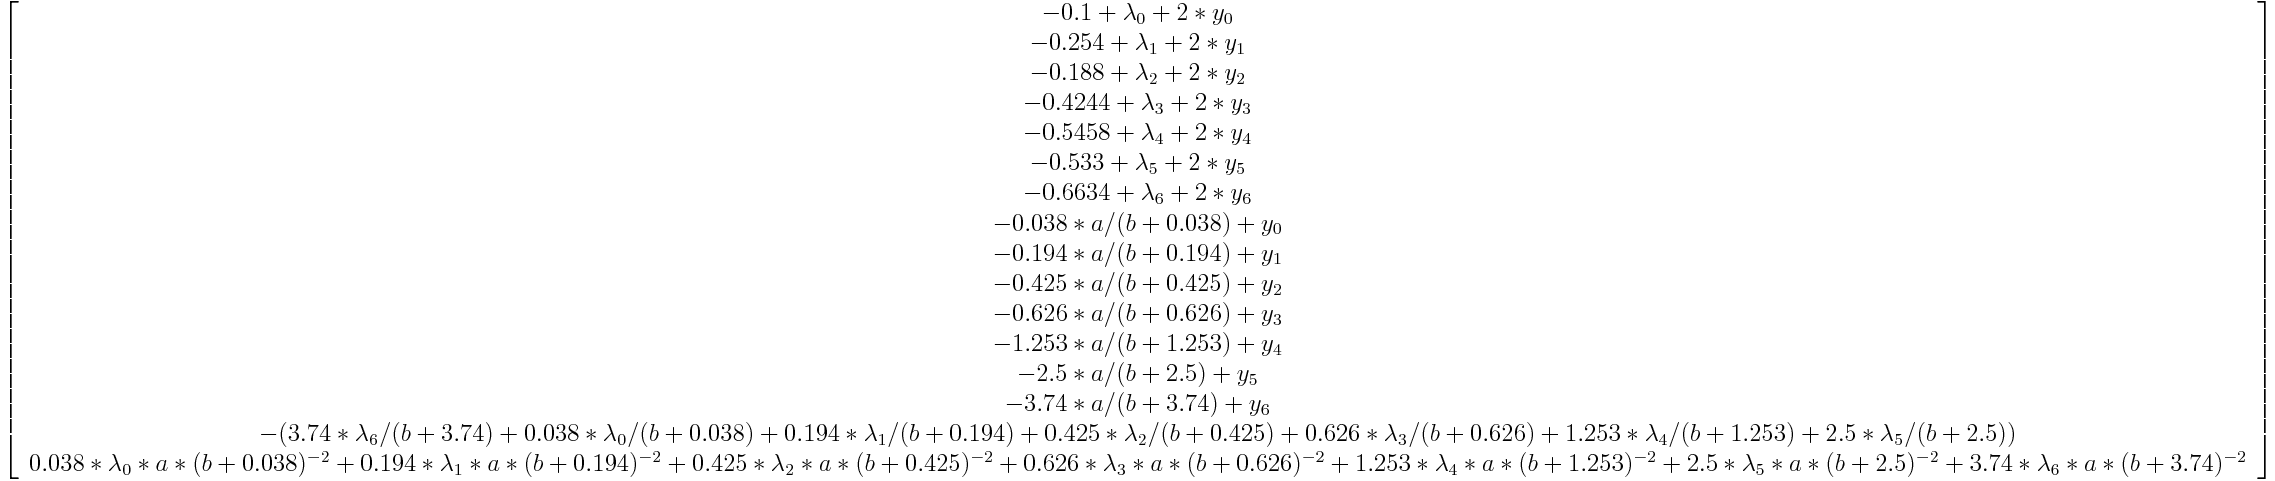 −0.1 + λ₀ + 2 ∗ y₀
−0.254 + λ₁ + 2 ∗ y₁
−0.188 + λ₂ + 2 ∗ y₂
−0.4244 + λ₃ + 2 ∗ y₃
−0.5458 + λ₄ + 2 ∗ y₄
−0.533 + λ₅ + 2 ∗ y₅
−0.6634 + λ₆ + 2 ∗ y₆
−0.038 ∗ a/(b + 0.038) + y₀
−0.194 ∗ a/(b + 0.194) + y₁
−0.425 ∗ a/(b + 0.425) + y₂
−0.626 ∗ a/(b + 0.626) + y₃
−1.253 ∗ a/(b + 1.253) + y₄
−2.5 ∗ a/(b + 2.5) + y₅
−3.74 ∗ a/(b + 3.74) + y₆
−(3.74 ∗ λ₆/(b + 3.74) + 0.038 ∗ λ₀/(b + 0.038) + 0.194 ∗ λ₁/(b + 0.194) + 0.425 ∗ λ₂/(b + 0.425) + 0.626 ∗ λ₃/(b + 0.626) + 1.253 ∗ λ₄/(b + 1.253) + 2.5 ∗ λ₅/(b + 2.5))
0.038 ∗ λ₀ ∗ a ∗ (b + 0.038)⁻² + 0.194 ∗ λ₁ ∗ a ∗ (b + 0.194)⁻² + 0.425 ∗ λ₂ ∗ a ∗ (b + 0.425)⁻² + 0.626 ∗ λ₃ ∗ a ∗ (b + 0.626)⁻² + 1.253 ∗ λ₄ ∗ a ∗ (b + 1.253)⁻² + 2.5 ∗ λ₅ ∗ a ∗ (b + 2.5)⁻² + 3.74 ∗ λ₆ ∗ a ∗ (b + 3.74)⁻²